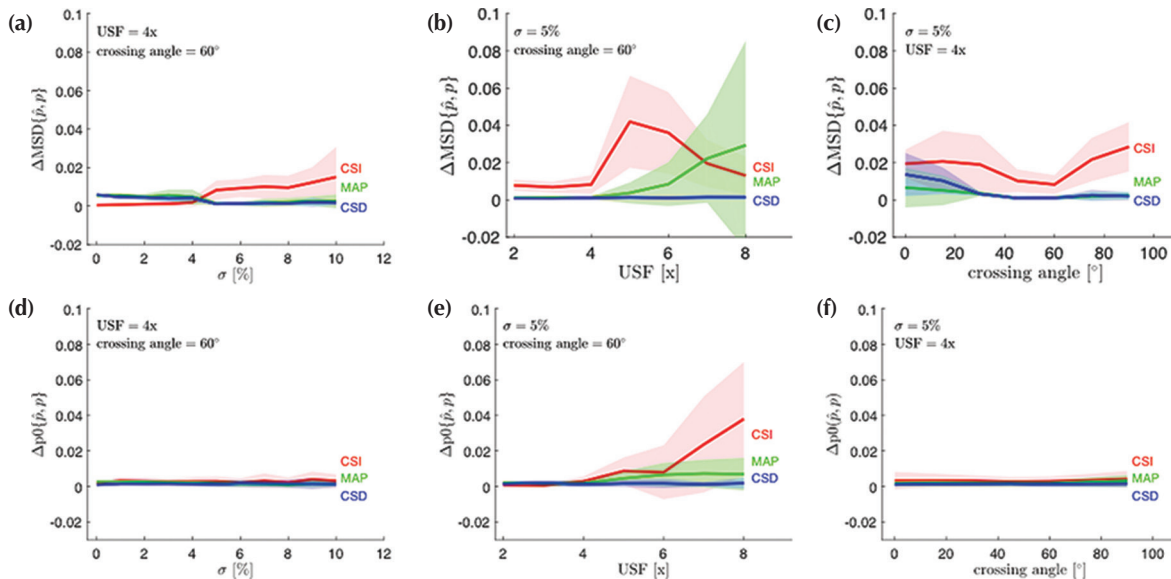 (a)
USF = 4x
crossing angle = 60°
ΔMSD{p̂, p}
0.1
0.08
0.06
0.04
0.02
0
-0.02
CSI
MAP
CSD
0 2 4 6 8 10 12
σ [%]
(b)
σ = 5%
crossing angle = 60°
ΔMSD{p̂, p}
0.1
0.08
0.06
0.04
0.02
0
-0.02
CSI
MAP
CSD
2 4 6 8
USF [x]
(c)
σ = 5%
USF = 4x
ΔMSD{p̂, p}
0.1
0.08
0.06
0.04
0.02
0
-0.02
CSI
MAP
CSD
0 20 40 60 80 100
crossing angle [°]
(d)
USF = 4x
crossing angle = 60°
Δp0{p̂, p}
0.1
0.08
0.06
0.04
0.02
0
-0.02
CSI
MAP
CSD
0 2 4 6 8 10 12
σ [%]
(e)
σ = 5%
crossing angle = 60°
Δp0{p̂, p}
0.1
0.08
0.06
0.04
0.02
0
-0.02
CSI
MAP
CSD
2 4 6 8
USF [x]
(f)
σ = 5%
USF = 4x
Δp0(p̂, p)
0.1
0.08
0.06
0.04
0.02
0
-0.02
CSI
MAP
CSD
0 20 40 60 80 100
crossing angle [°]